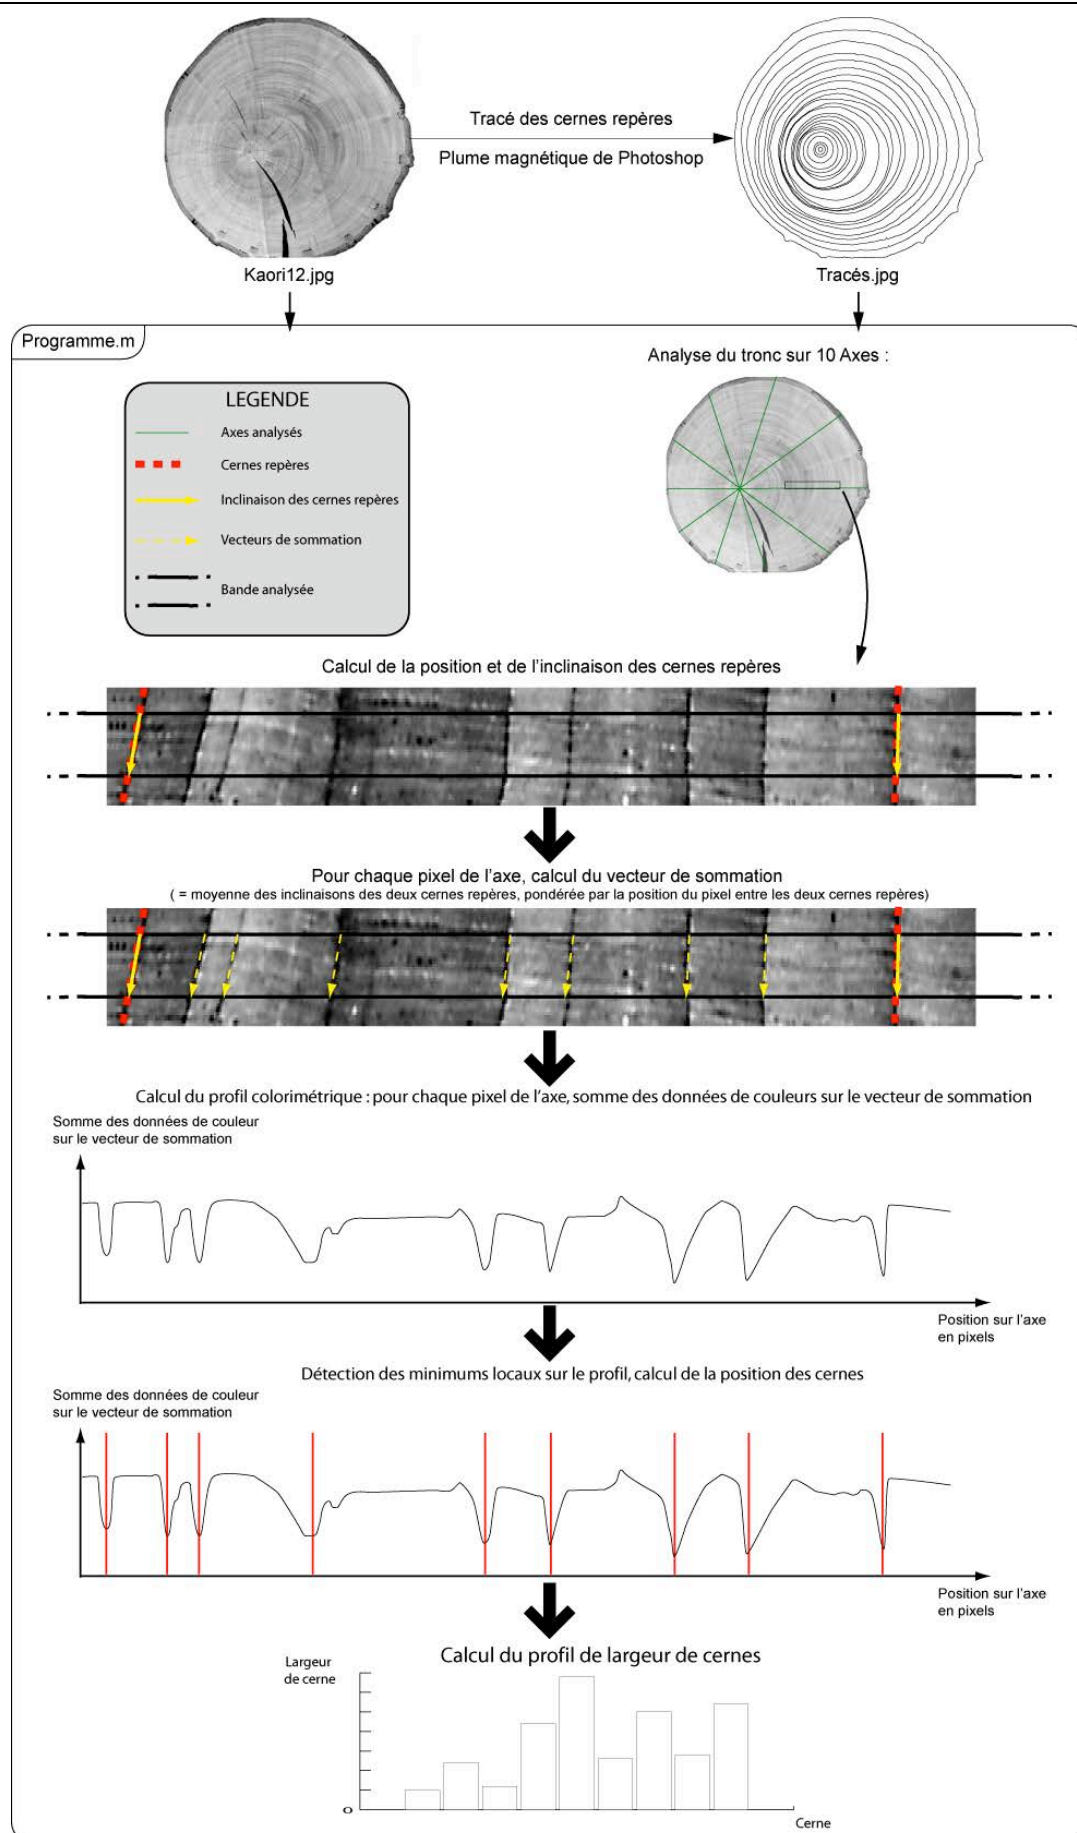 Tracé des cernes repères
Plume magnétique de Photoshop
Kaori12.jpg
Tracés.jpg
Programme.m
Analyse du tronc sur 10 Axes :
LEGENDE
Axes analysés
Cernes repères
Inclinaison des cernes repères
Vecteurs de sommation
Bande analysée
Calcul de la position et de l'inclinaison des cernes repères
Pour chaque pixel de l'axe, calcul du vecteur de sommation
( = moyenne des inclinaisons des deux cernes repères, pondérée par la position du pixel entre les deux cernes repères)
Calcul du profil colorimétrique : pour chaque pixel de l'axe, somme des données de couleurs sur le vecteur de sommation
Somme des données de couleur
sur le vecteur de sommation
Position sur l'axe
en pixels
Détection des minimums locaux sur le profil, calcul de la position des cernes
Somme des données de couleur
sur le vecteur de sommation
Position sur l'axe
en pixels
Calcul du profil de largeur de cernes
Largeur
de cerne
0
Cerne